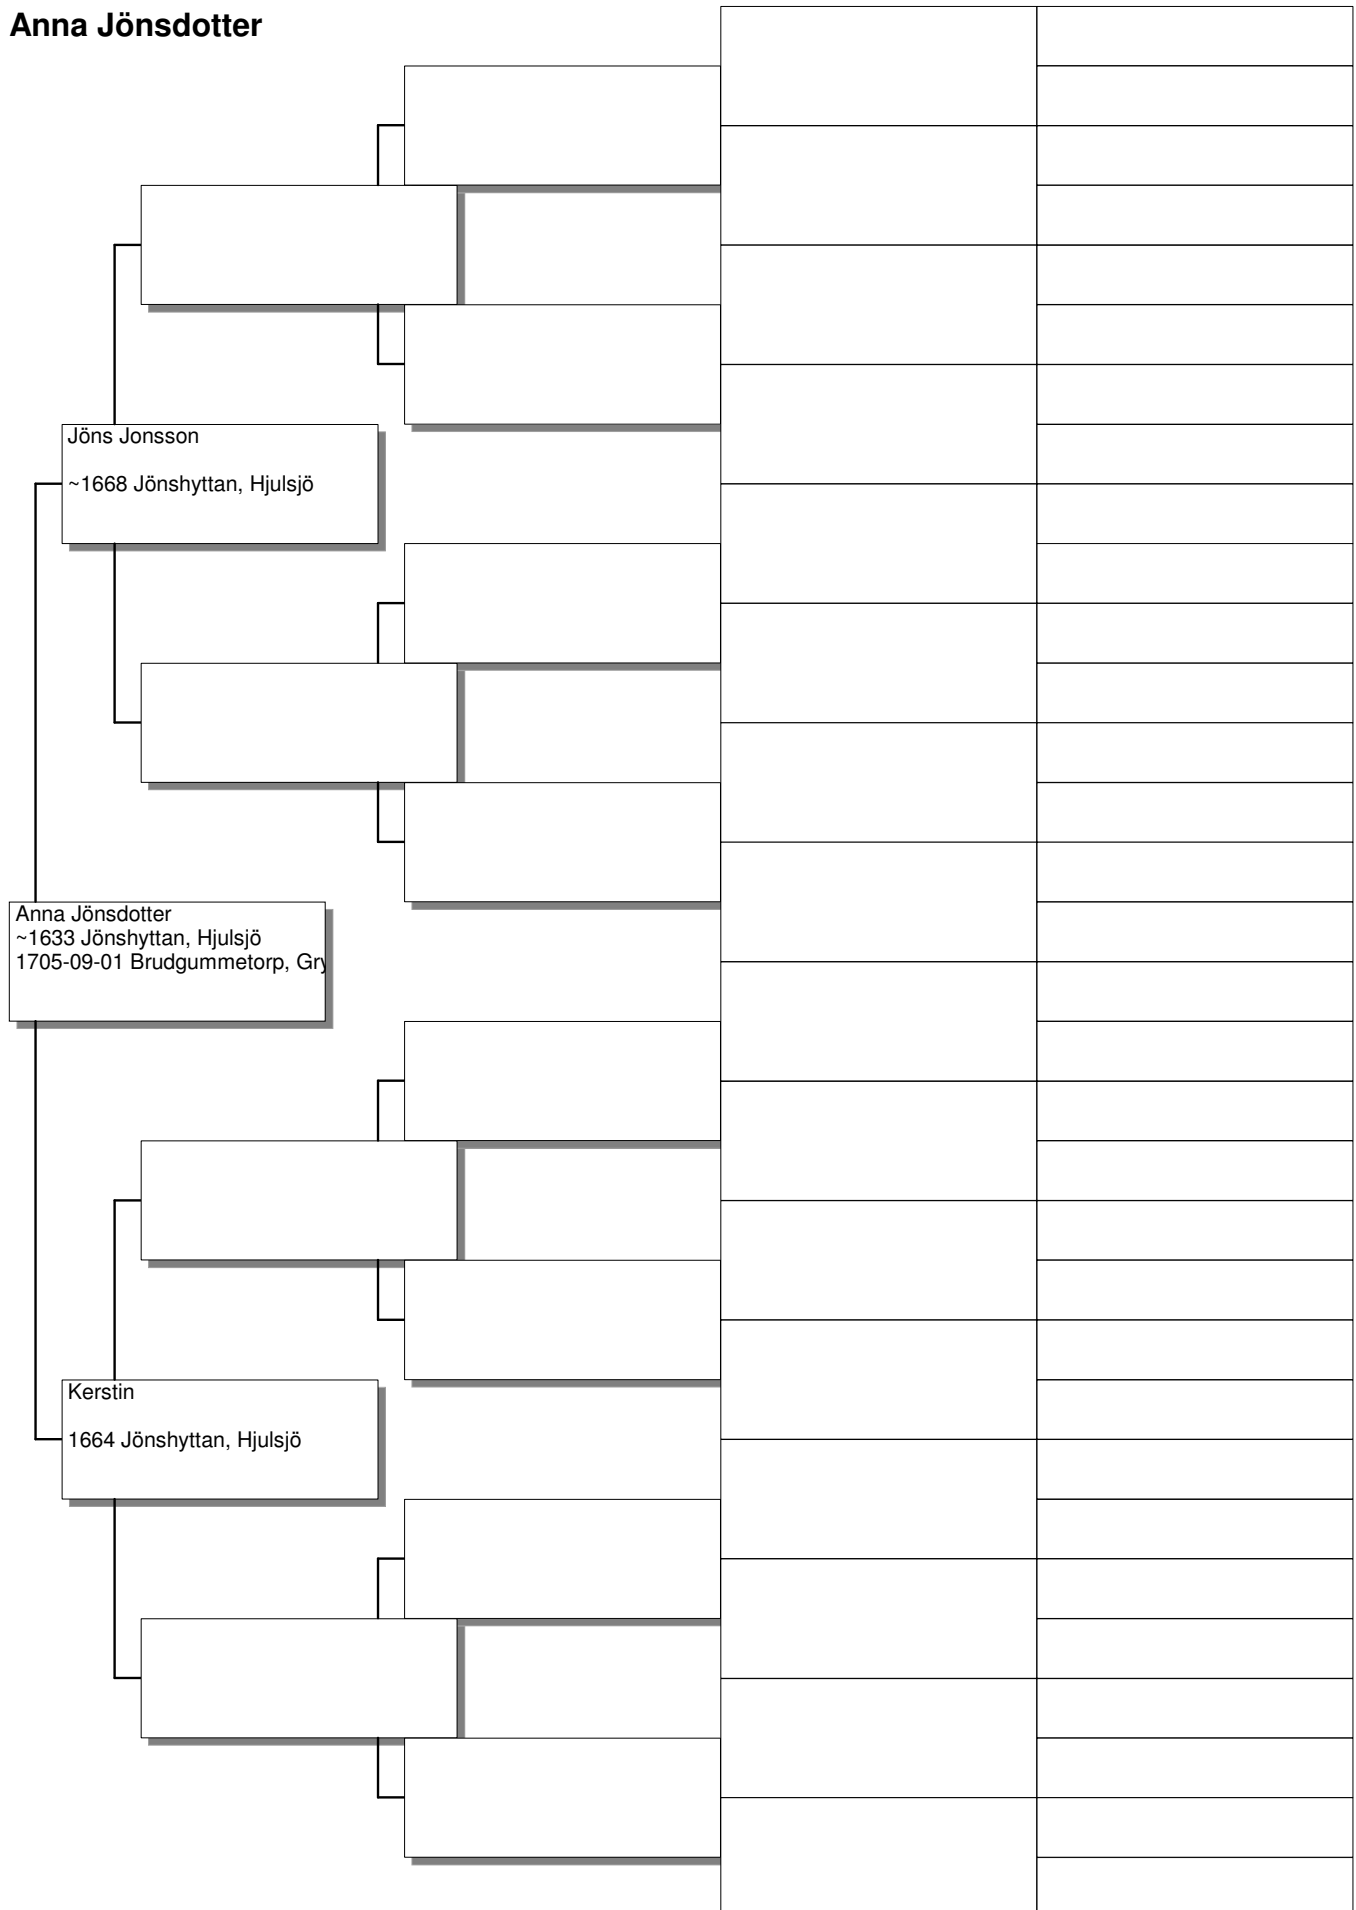 Anna Jönsdotter
Jöns Jonsson
~1668 Jönshyttan, Hjulsjö
Anna Jönsdotter
~1633 Jönshyttan, Hjulsjö
1705-09-01 Brudgummetorp, Gry
Kerstin
1664 Jönshyttan, Hjulsjö